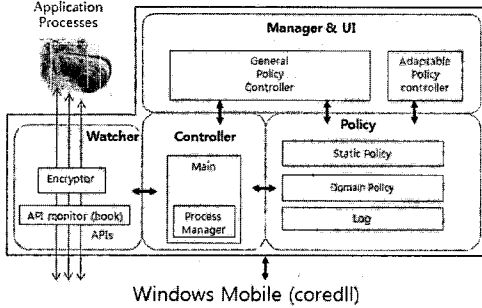 Application
Processes
Manager & UI
General
Policy
Controller
Adaptable
Policy
controller
Watcher
Controller
Policy
Encryptor
API monitor (hook)
APIs
Main
Process
Manager
Static Policy
Domain Policy
Log
Windows Mobile (coredll)